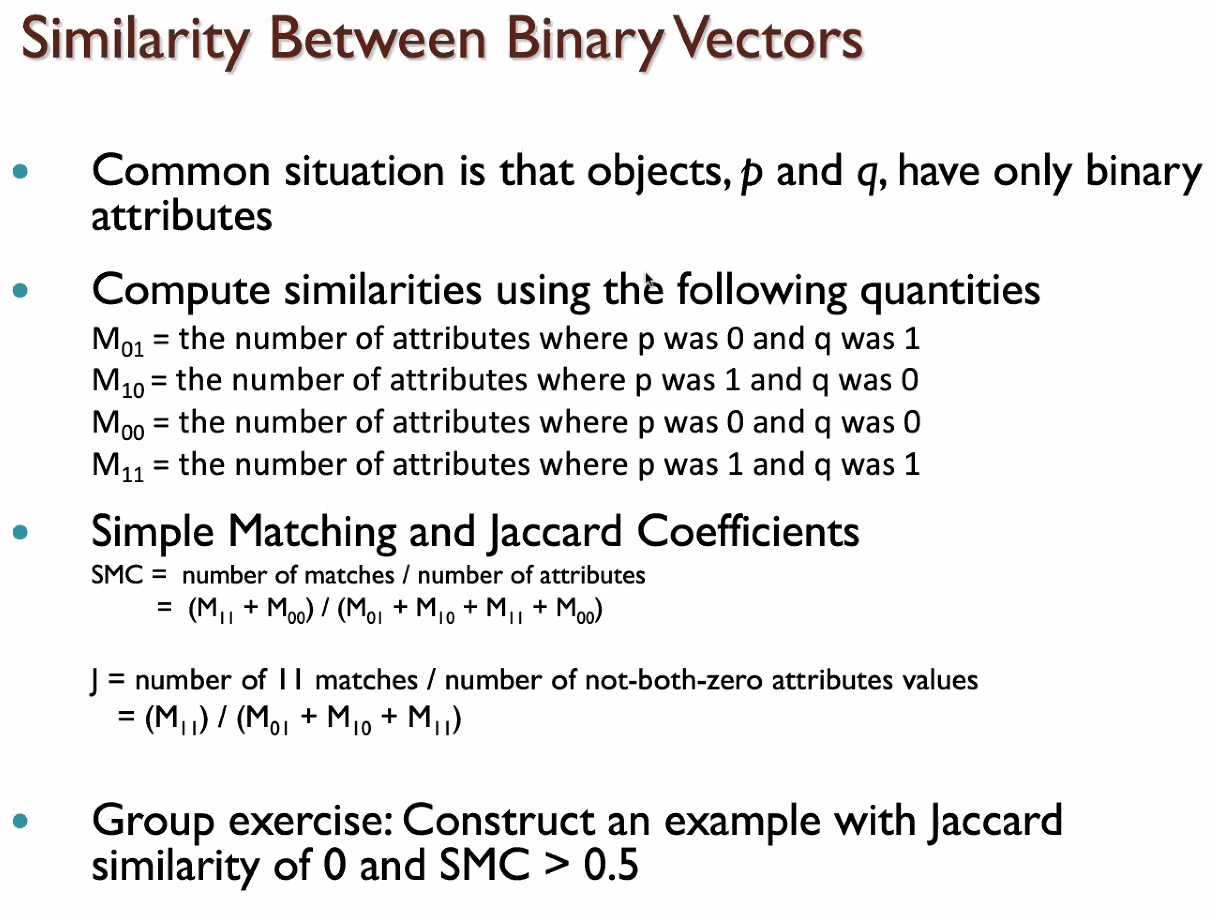 Similarity Between Binary Vectors
• Common situation is that objects, p and q, have only binary
attributes
• Compute similarities using the following quantities
M01 = the number of attributes where p was 0 and q was 1
M10 = the number of attributes where p was 1 and q was 0
M00 = the number of attributes where p was 0 and q was 0
M11 = the number of attributes where p was 1 and q was 1
• Simple Matching and Jaccard Coefficients
SMC = number of matches / number of attributes
= (M11 + M00) / (M01 + M10 + M11 + M00)
J = number of 11 matches / number of not-both-zero attributes values
= (M11) / (M01 + M10 + M11)
• Group exercise: Construct an example with Jaccard
similarity of 0 and SMC > 0.5